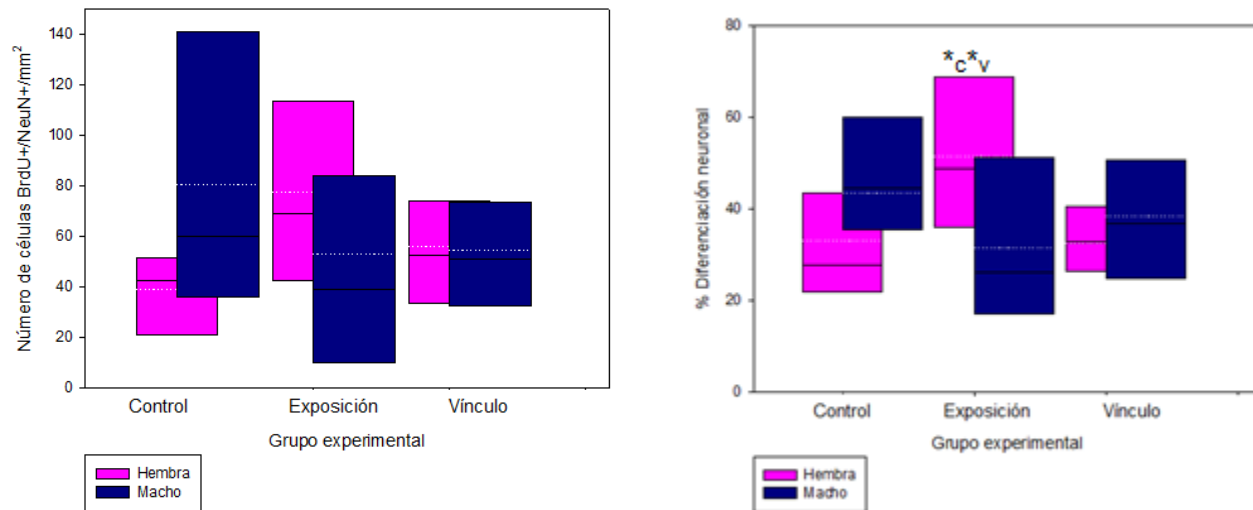 Número de células BrdU+/NeuN+/mm²
140
120
100
80
60
40
20
0
Control Exposición Vínculo
Grupo experimental
Hembra
Macho
% Diferenciación neuronal
80
60
40
20
0
*c*v
Control Exposición Vínculo
Grupo experimental
Hembra
Macho